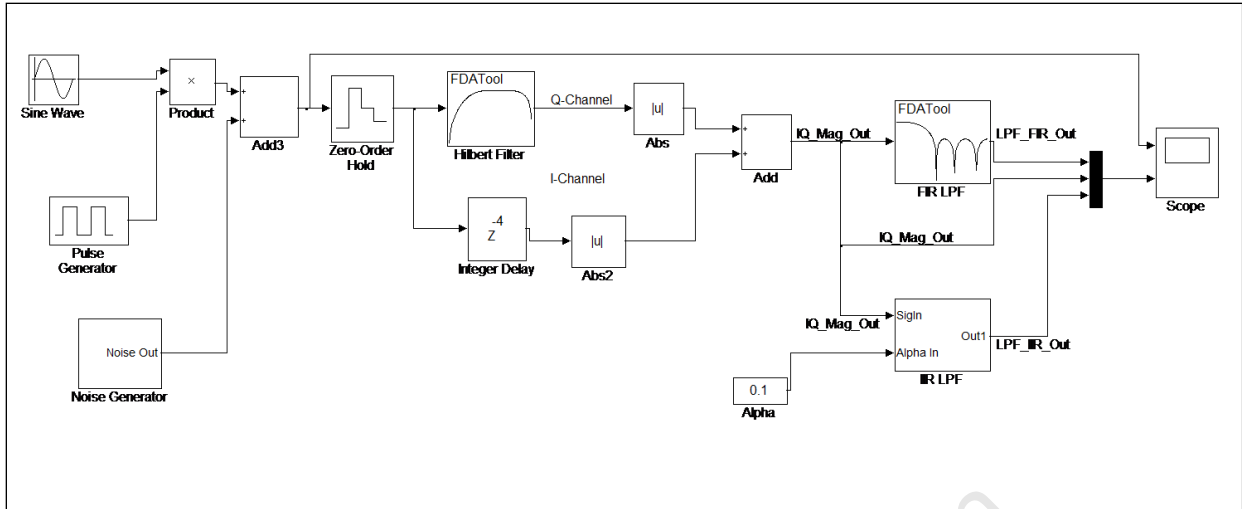 Sine Wave
×
Product
+
+
Add3
Zero-Order
Hold
FDATool
Hilbert Filter
Q-Channel
|u|
Abs
I-Channel
-4
Z
Integer Delay
|u|
Abs2
+
+
Add
IQ_Mag_Out
FDATool
FIR LPF
LPF_FIR_Out
Scope
Pulse
Generator
IQ_Mag_Out
Noise Out
Noise Generator
IQ_Mag_Out
SigIn
Alpha In
Out1
IIR LPF
LPF_IIR_Out
0.1
Alpha